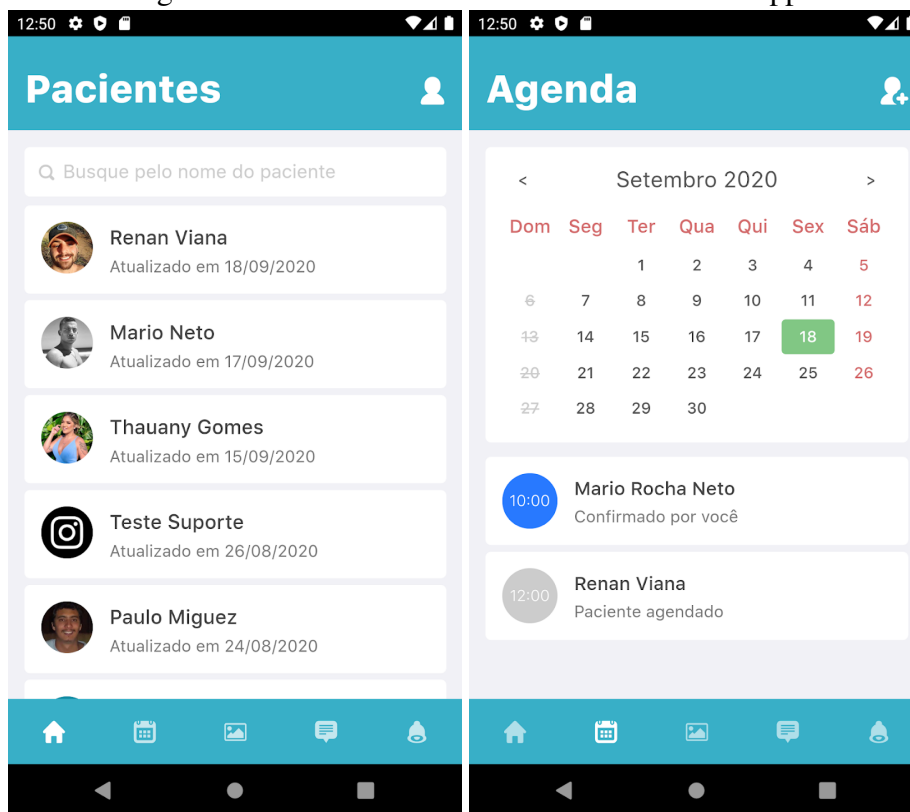 12:50
Pacientes
Busque pelo nome do paciente
Renan Viana
Atualizado em 18/09/2020
Mario Neto
Atualizado em 17/09/2020
Thauany Gomes
Atualizado em 15/09/2020
Teste Suporte
Atualizado em 26/08/2020
Paulo Miguez
Atualizado em 24/08/2020
12:50
Agenda
< Setembro 2020 >
Dom Seg Ter Qua Qui Sex Sáb
1 2 3 4 5
6 7 8 9 10 11 12
13 14 15 16 17 18 19
20 21 22 23 24 25 26
27 28 29 30
10:00
Mario Rocha Neto
Confirmado por você
12:00
Renan Viana
Paciente agendado